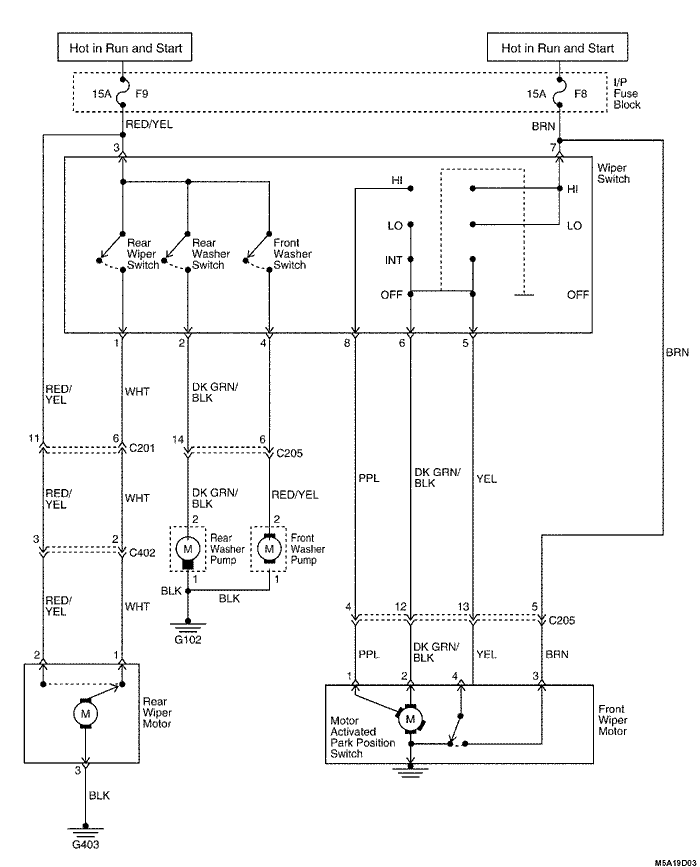 Hot in Run and Start
Hot in Run and Start
15A F9
15A F8
I/P
Fuse
Block
RED/YEL
BRN
3
7
Wiper
Switch
HI
HI
LO
LO
INT
OFF
OFF
Rear
Wiper
Switch
Rear
Washer
Switch
Front
Washer
Switch
1
2
4
8
6
5
BRN
RED/
YEL
WHT
DK GRN/
BLK
11
6
C201
14
6
C205
PPL
DK GRN/
BLK
YEL
RED/
YEL
WHT
DK GRN/
BLK
RED/YEL
2
2
M
Rear
Washer
Pump
M
Front
Washer
Pump
3
2
C402
1
1
BLK
BLK
G102
RED/
YEL
WHT
4
12
13
5
C205
PPL
DK GRN/
BLK
YEL
BRN
2
1
1
2
4
3
M
Rear
Wiper
Motor
M
Motor
Activated
Park Position
Switch
Front
Wiper
Motor
3
BLK
G403
M5A19D03